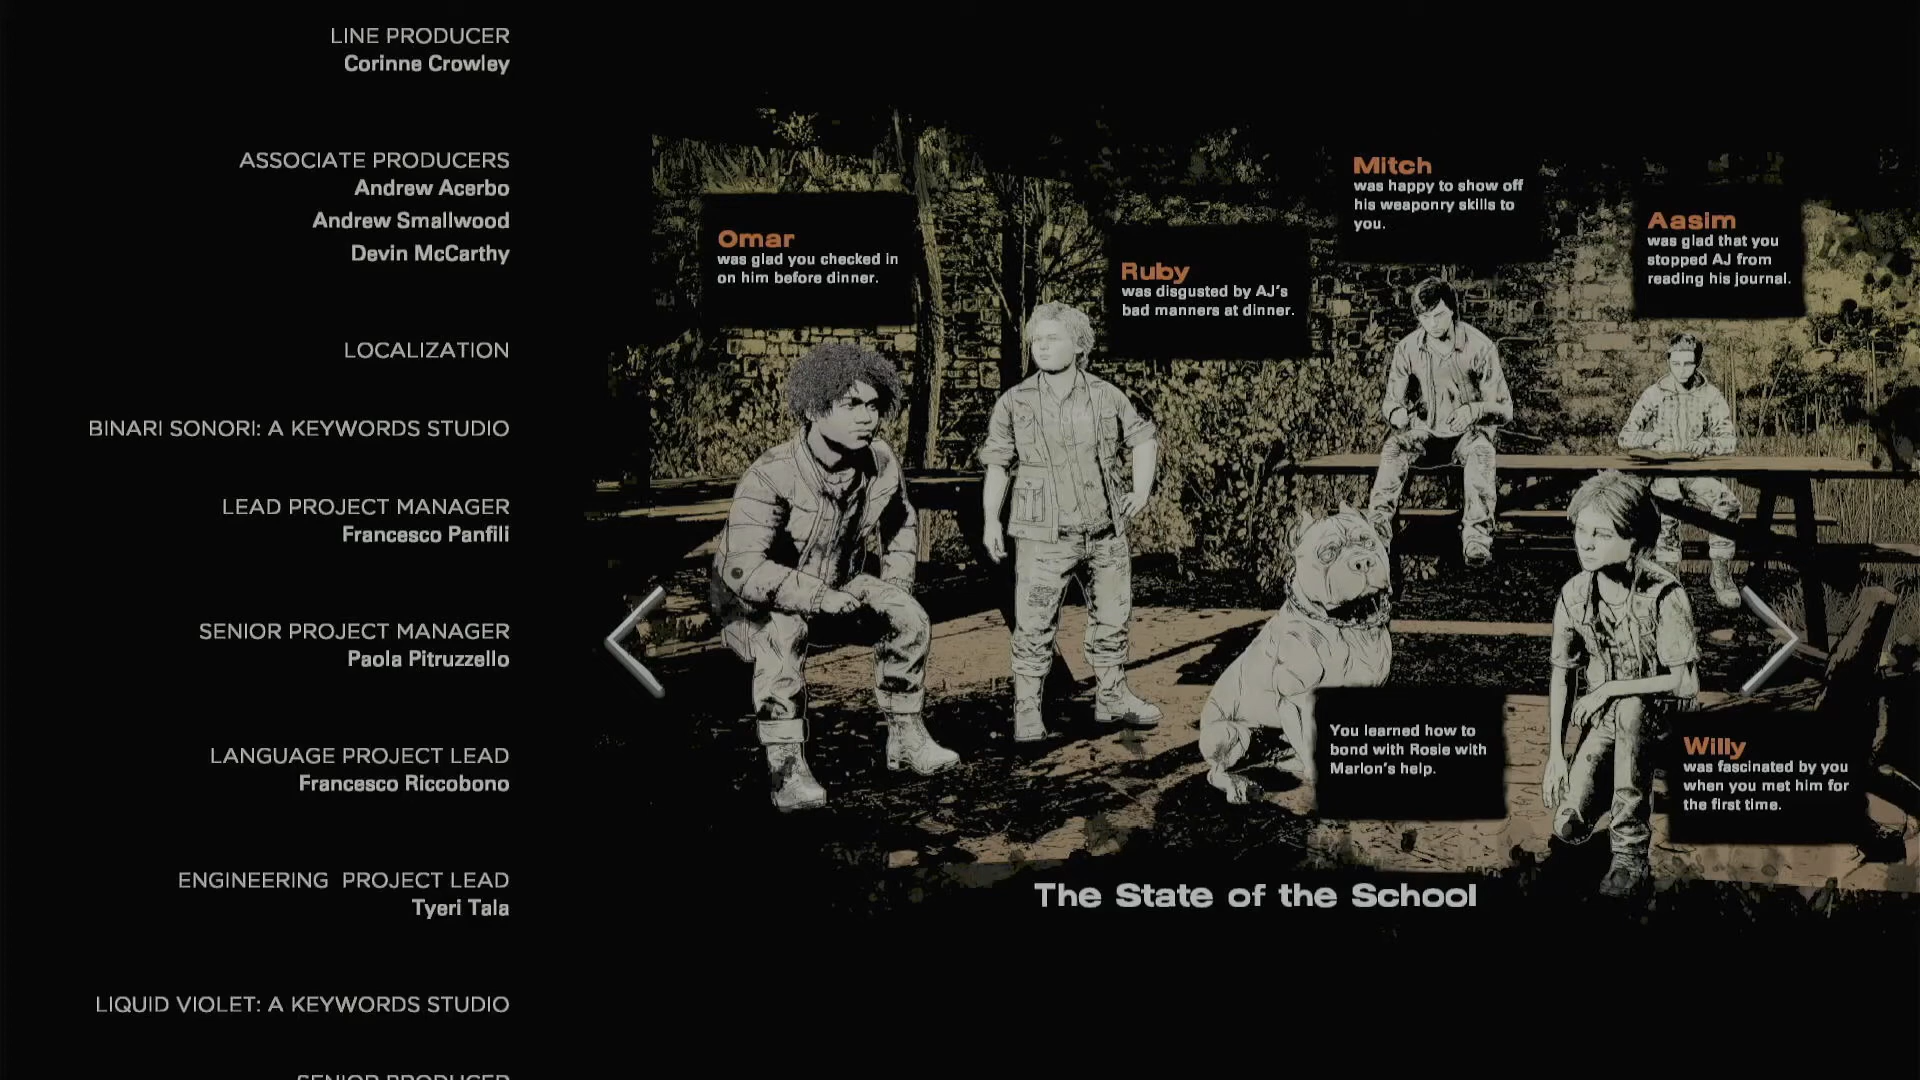 LINE PRODUCER
Corinne Crowley
ASSOCIATE PRODUCERS
Andrew Acerbo
Andrew Smallwood
Devin McCarthy
LOCALIZATION
BINARI SONORI: A KEYWORDS STUDIO
LEAD PROJECT MANAGER
Francesco Panfili
SENIOR PROJECT MANAGER
Paola Pitruzzello
LANGUAGE PROJECT LEAD
Francesco Riccobono
ENGINEERING PROJECT LEAD
Tyeri Tala
LIQUID VIOLET: A KEYWORDS STUDIO
SENIOR PRODUCER
Omar
was glad you checked in
on him before dinner.
Ruby
was disgusted by AJ's
bad manners at dinner.
Mitch
was happy to show off
his weaponry skills to
you.
Aasim
was glad that you
stopped AJ from
reading his journal.
You learned how to
bond with Rosie with
Marlon's help.
Willy
was fascinated by you
when you met him for
the first time.
The State of the School